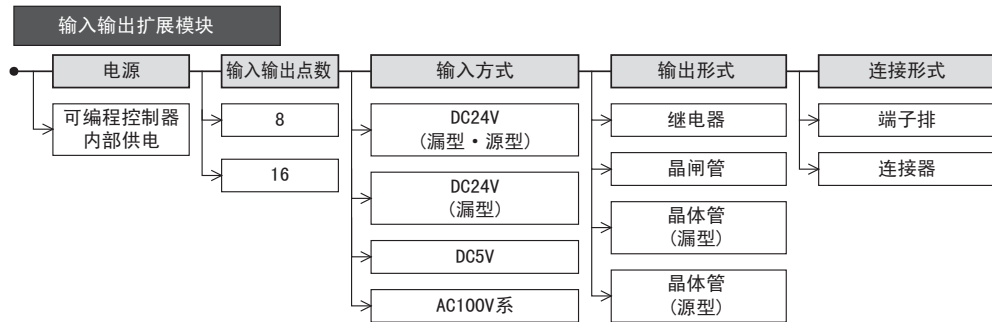 输入输出扩展模块
电源
可编程控制器
内部供电
输入输出点数
8
16
输入方式
DC24V
(漏型・源型)
DC24V
(漏型)
DC5V
AC100V系
输出形式
继电器
晶闸管
晶体管
(漏型)
晶体管
(源型)
连接形式
端子排
连接器